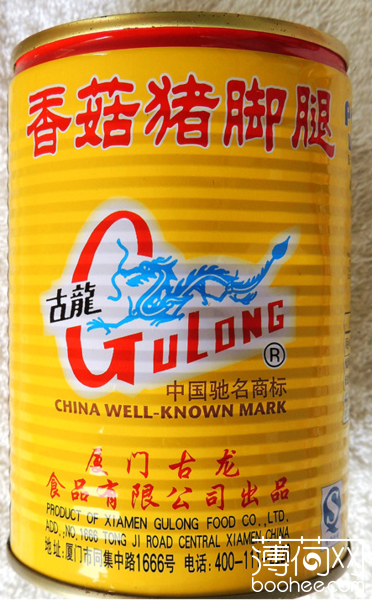 香菇猪脚腿
古龍
GULONG
®
中国驰名商标
CHINA WELL-KNOWN MARK
厦门古龙
食品有限公司出品
PRODUCT OF XIAMEN GULONG FOOD CO.,LTD.
ADD.,NO.1666 TONG JI ROAD CENTRAL XIAMEN,CHINA
地址:厦门市同集中路1666号 电话:400-11
薄荷网
boohee.com